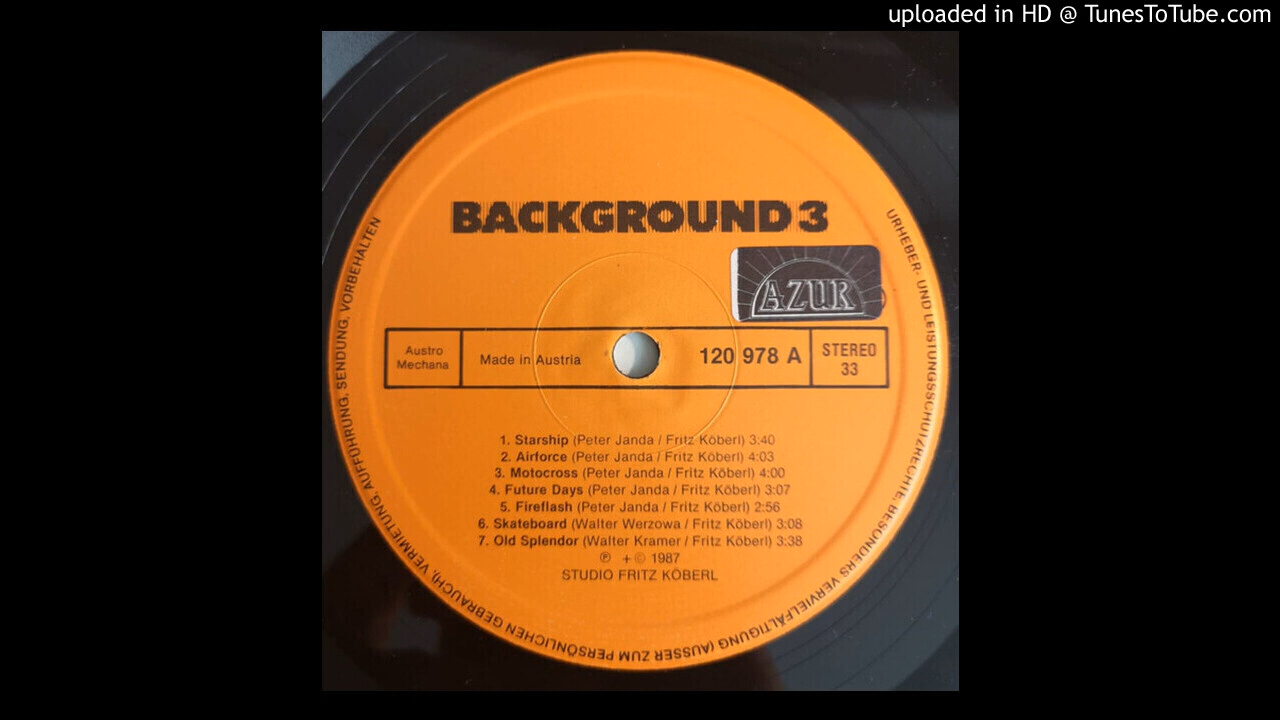 uploaded in HD @ TunesToTube.com
BACKGROUND 3
AZUR
Austro
Mechana
Made in Austria
120 978 A
STEREO
33
1. Starship (Peter Janda / Fritz Köberl) 3:40
2. Airforce (Peter Janda / Fritz Köberl) 4:03
3. Motocross (Peter Janda / Fritz Köberl) 4:00
4. Future Days (Peter Janda / Fritz Köberl) 3:07
5. Fireflash (Peter Janda / Fritz Köberl) 2:56
6. Skateboard (Walter Werzowa / Fritz Köberl) 3:08
7. Old Splendor (Walter Kramer / Fritz Köberl) 3:38
℗ + © 1987
STUDIO FRITZ KÖBERL
URHEBER- UND LEISTUNGSSCHUTZRECHTE, BESONDERS VERVIELFÄLTIGUNG (AUSSER ZUM PERSÖNLICHEN GEBRAUCH), VERMIETUNG, AUFFÜHRUNG, SENDUNG, VORBEHALTEN